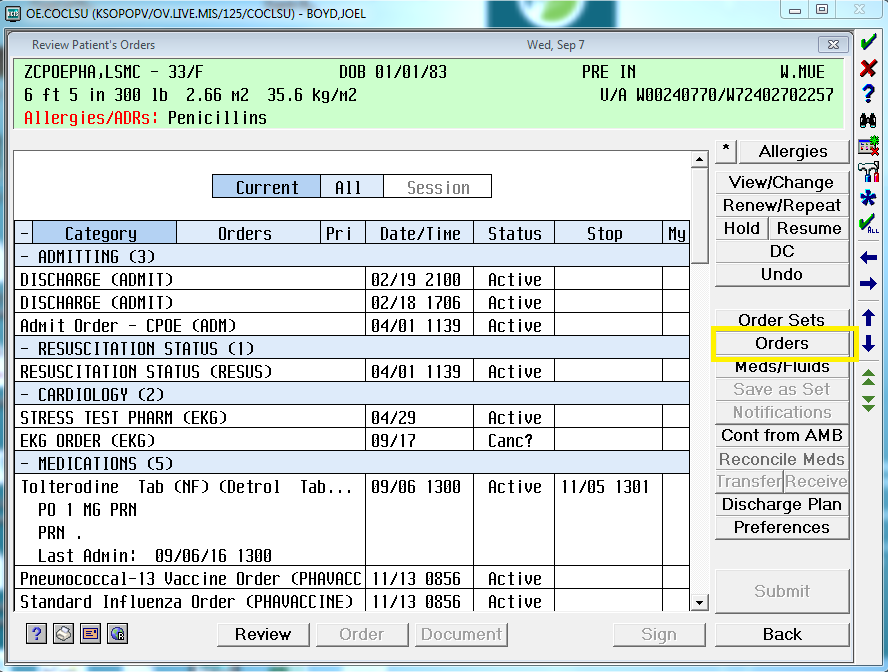 OE.COCLSU (KSOPOPV/OV.LIVE.MIS/125/COCLSU) - BOYD,JOEL
Review Patient's Orders Wed, Sep 7
ZCPOEPHA,LSMC - 33/F DOB 01/01/83 PRE IN W.MUE
6 ft 5 in 300 lb 2.66 m2 35.6 kg/m2 U/A W00240770/W72402702257
Allergies/ADRs: Penicillins
* Allergies
Current All Session
View/Change
Renew/Repeat
Hold Resume
DC
Undo
Order Sets
Orders
Meds/Fluids
Save as Set
Notifications
Cont from AMB
Reconcile Meds
Transfer Receive
Discharge Plan
Preferences
Submit
Back
ALL
- Category Orders Pri Date/Time Status Stop My
- ADMITTING (3)
DISCHARGE (ADMIT) 02/19 2100 Active
DISCHARGE (ADMIT) 02/18 1706 Active
Admit Order - CPOE (ADM) 04/01 1139 Active
- RESUSCITATION STATUS (1)
RESUSCITATION STATUS (RESUS) 04/01 1139 Active
- CARDIOLOGY (2)
STRESS TEST PHARM (EKG) 04/29 Active
EKG ORDER (EKG) 09/17 Canc?
- MEDICATIONS (5)
Tolterodine Tab (NF) (Detrol Tab... 09/06 1300 Active 11/05 1301
PO 1 MG PRN
PRN .
Last Admin: 09/06/16 1300
Pneumococcal-13 Vaccine Order (PHAVACC 11/13 0856 Active
Standard Influenza Order (PHAVACCINE) 11/13 0856 Active
Review Order Document Sign